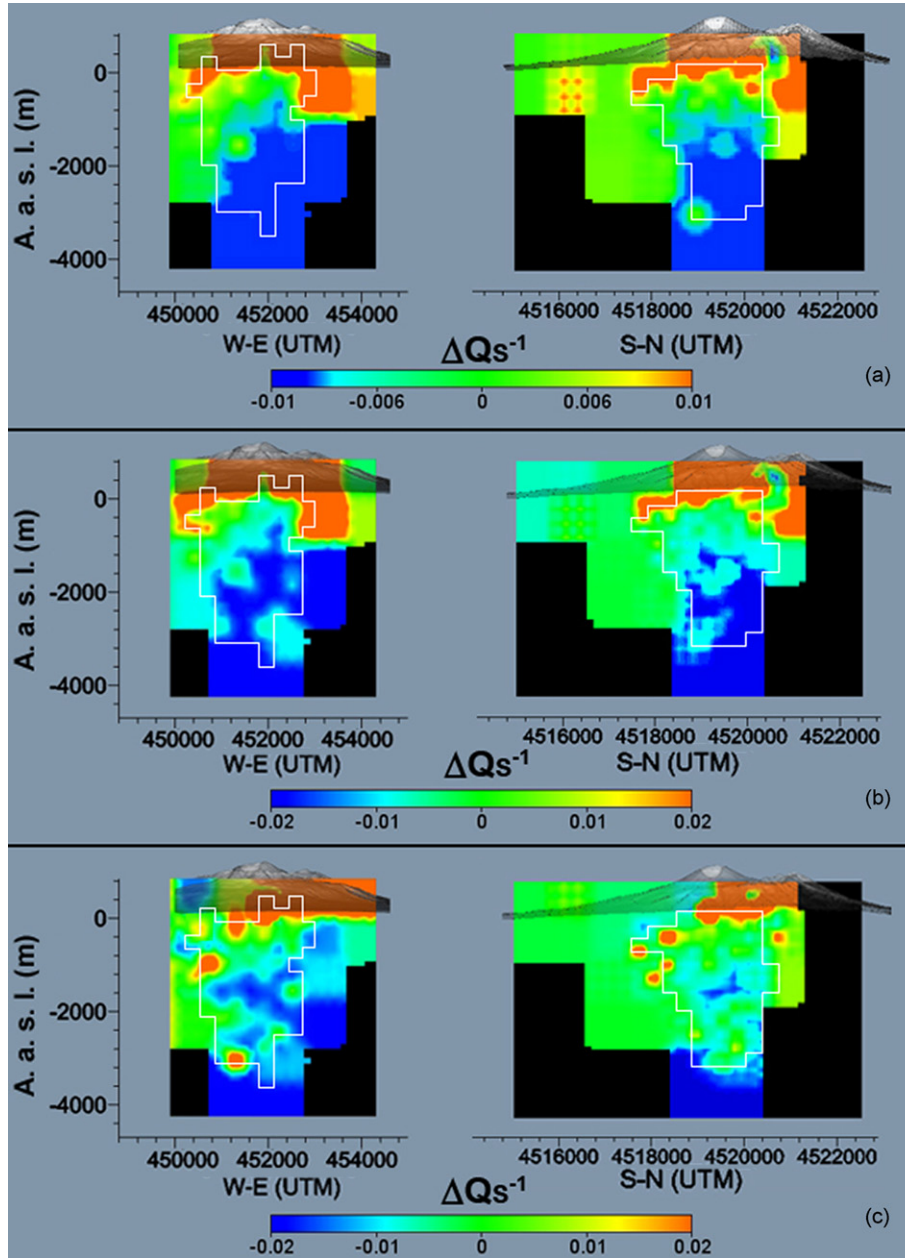 A. a. s. l. (m)
0
-2000
-4000
450000 452000 454000
W-E (UTM)
4516000 4518000 4520000 4522000
S-N (UTM)
ΔQs⁻¹
-0.01 -0.006 0 0.006 0.01
(a)
A. a. s. l. (m)
0
-2000
-4000
450000 452000 454000
W-E (UTM)
4516000 4518000 4520000 4522000
S-N (UTM)
ΔQs⁻¹
-0.02 -0.01 0 0.01 0.02
(b)
A. a. s. l. (m)
0
-2000
-4000
450000 452000 454000
W-E (UTM)
4516000 4518000 4520000 4522000
S-N (UTM)
ΔQs⁻¹
-0.02 -0.01 0 0.01 0.02
(c)